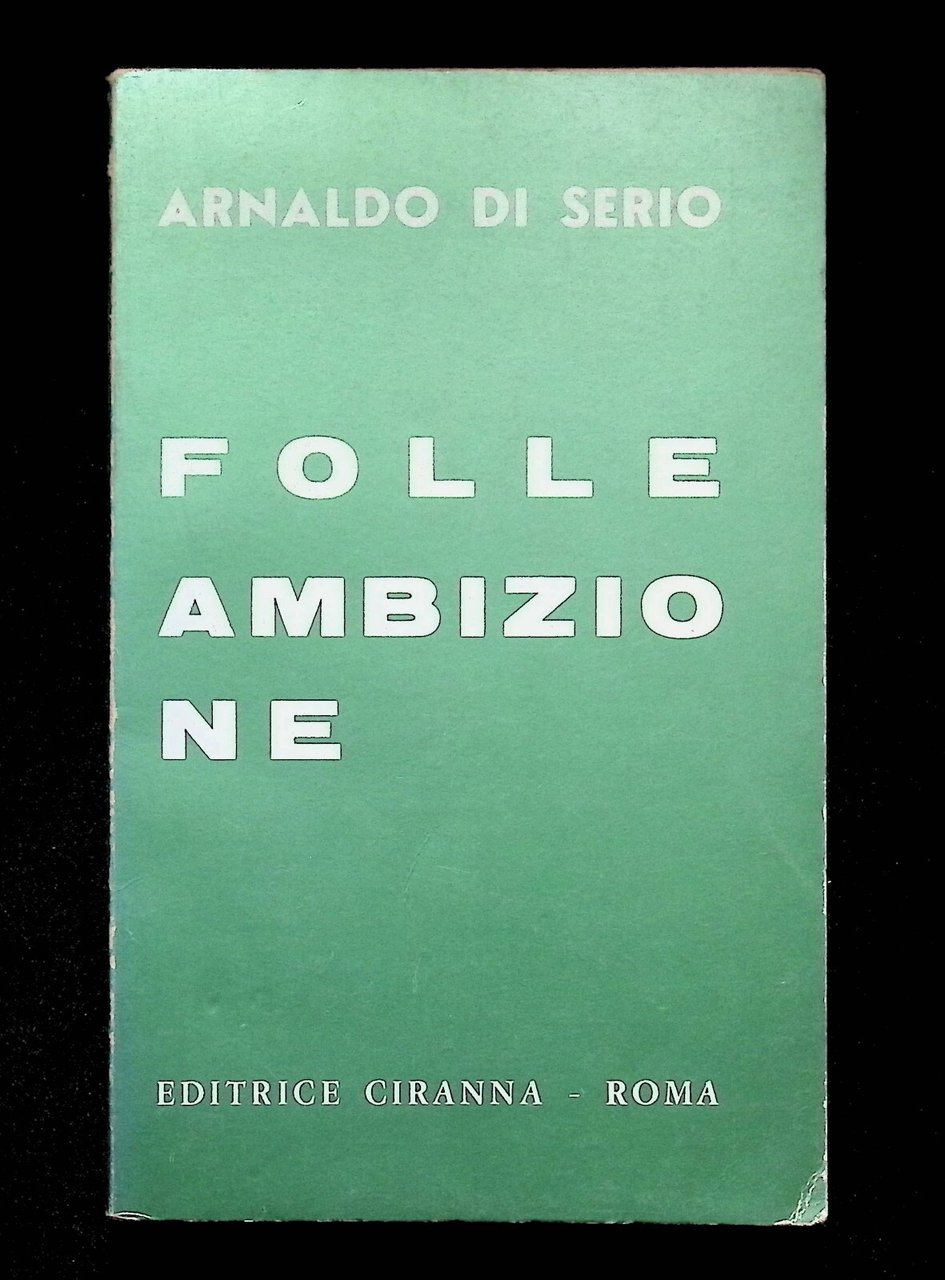 ARNALDO DI SERIO
FOLLE
AMBIZIO
NE
EDITRICE CIRANNA - ROMA